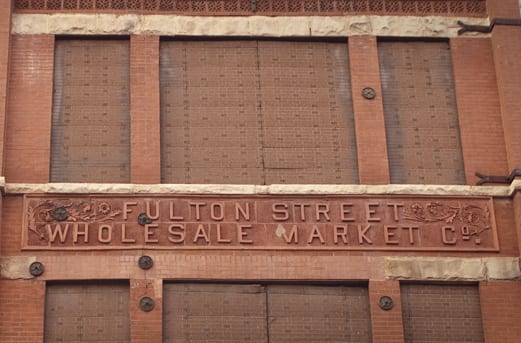 FULTON STREET
WHOLESALE MARKET CO.